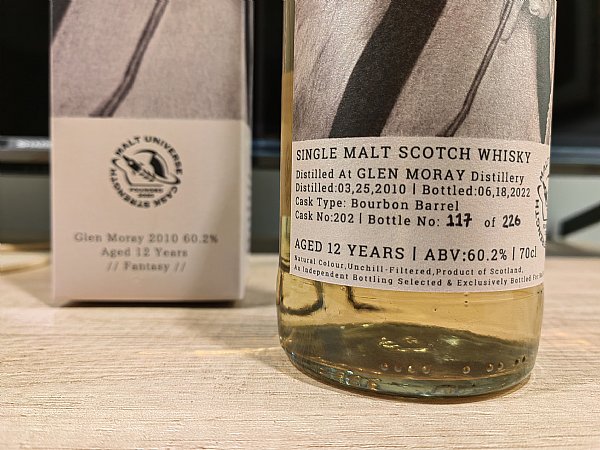 MALT UNIVERSE
CASK STRENGTH
FOUNDED
Glen Moray 2010 60.2%
Aged 12 Years
// Fantasy //
SINGLE MALT SCOTCH WHISKY
Distilled At GLEN MORAY Distillery
Distilled:03,25,2010 | Bottled:06,18,2022
Cask Type: Bourbon Barrel
Cask No:202 | Bottle No: 117 of 226
AGED 12 YEARS | ABV:60.2% | 70cl
Natural Colour,Unchill-Filtered,Product of Scotland,
An Independent Bottling Selected & Exclusively Bottled For